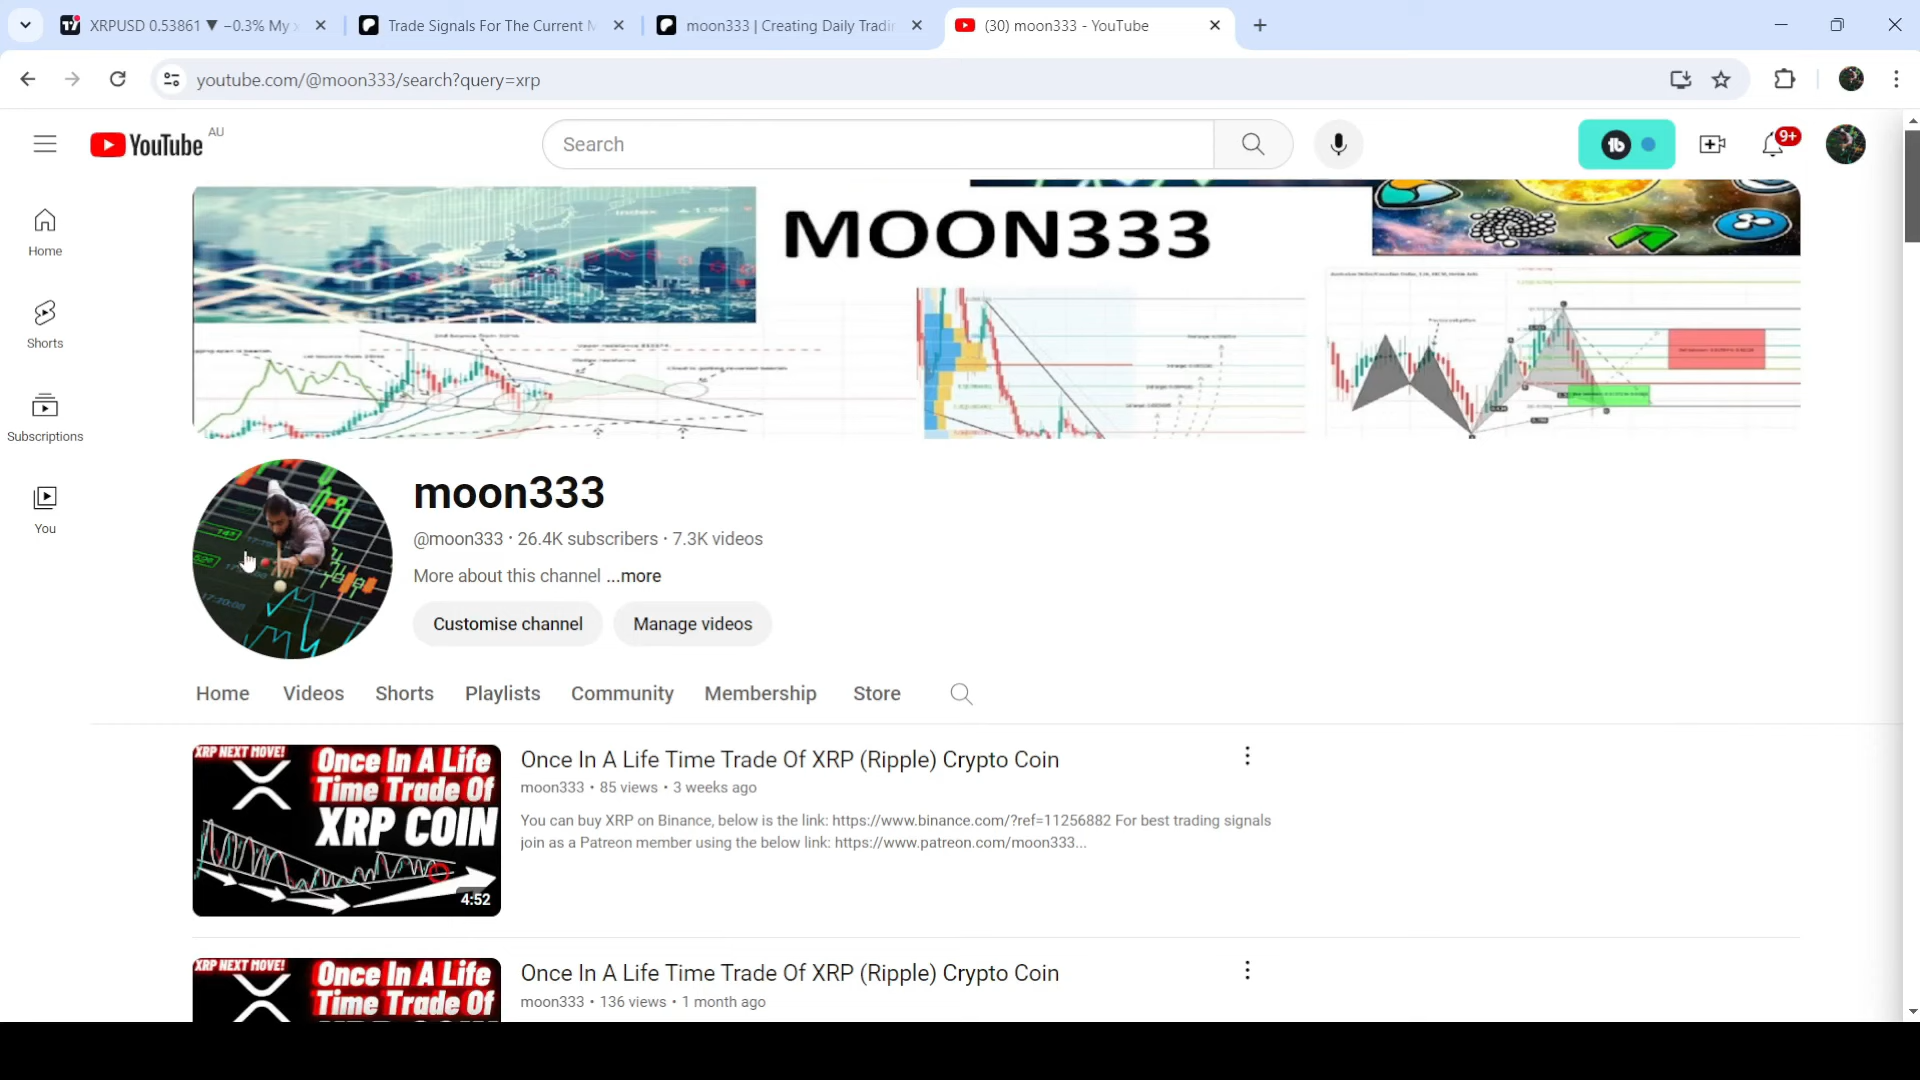 XRPUSD 0.53861 ▼ −0.3% My x
Trade Signals For The Current M
moon333 | Creating Daily Tradin
(30) moon333 - YouTube
youtube.com/@moon333/search?query=xrp
YouTube AU
Search
9+
Home
Shorts
Subscriptions
You
MOON333
moon333
@moon333 · 26.4K subscribers · 7.3K videos
More about this channel ...more
Customise channel
Manage videos
Home Videos Shorts Playlists Community Membership Store
XRP NEXT MOVE!
Once In A Life
Time Trade Of
XRP COIN
4:52
Once In A Life Time Trade Of XRP (Ripple) Crypto Coin
moon333 • 85 views • 3 weeks ago
You can buy XRP on Binance, below is the link: https://www.binance.com/?ref=11256882 For best trading signals
join as a Patreon member using the below link: https://www.patreon.com/moon333...
XRP NEXT MOVE!
Once In A Life
Time Trade Of
Once In A Life Time Trade Of XRP (Ripple) Crypto Coin
moon333 • 136 views • 1 month ago